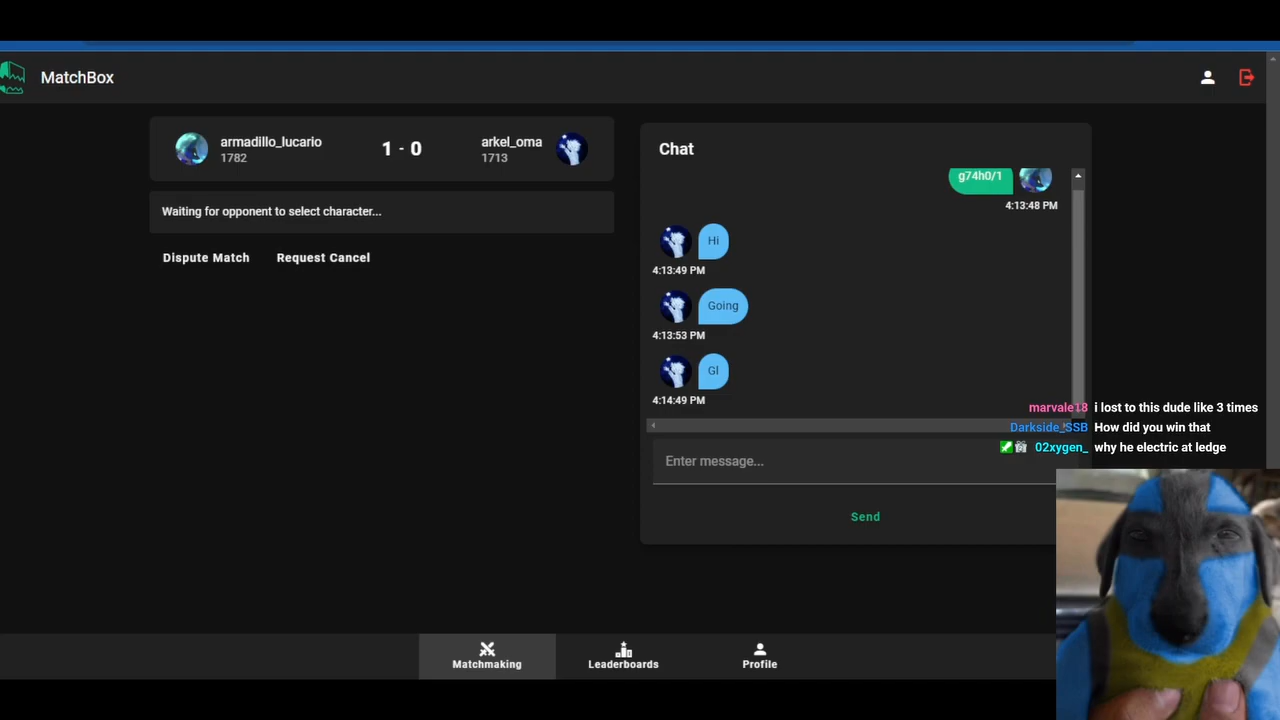 MatchBox
armadillo_lucario
1782
1 - 0
arkel_oma
1713
Waiting for opponent to select character...
Dispute Match
Request Cancel
Chat
g74h0/1
4:13:48 PM
Hi
4:13:49 PM
Going
4:13:53 PM
Gl
4:14:49 PM
Enter message...
Send
marvale18 i lost to this dude like 3 times
Darkside_SSB How did you win that
02xygen_ why he electric at ledge
Matchmaking
Leaderboards
Profile